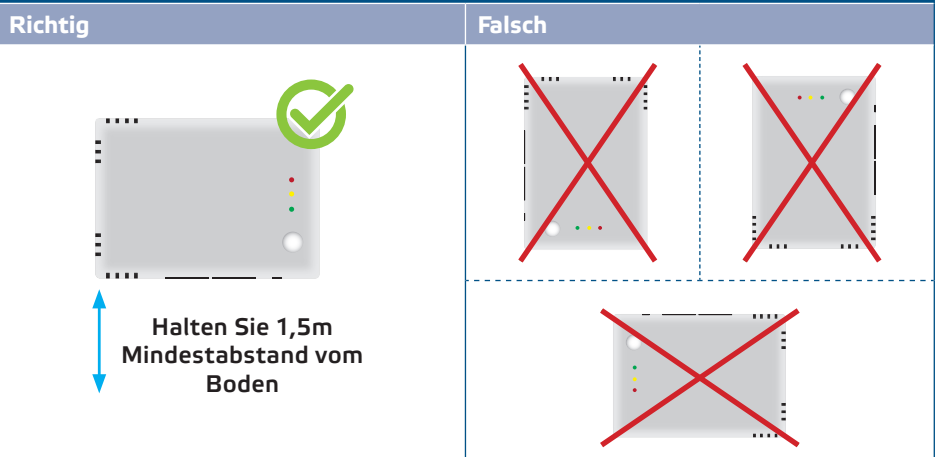 Richtig
Falsch
Halten Sie 1,5m
Mindestabstand vom
Boden